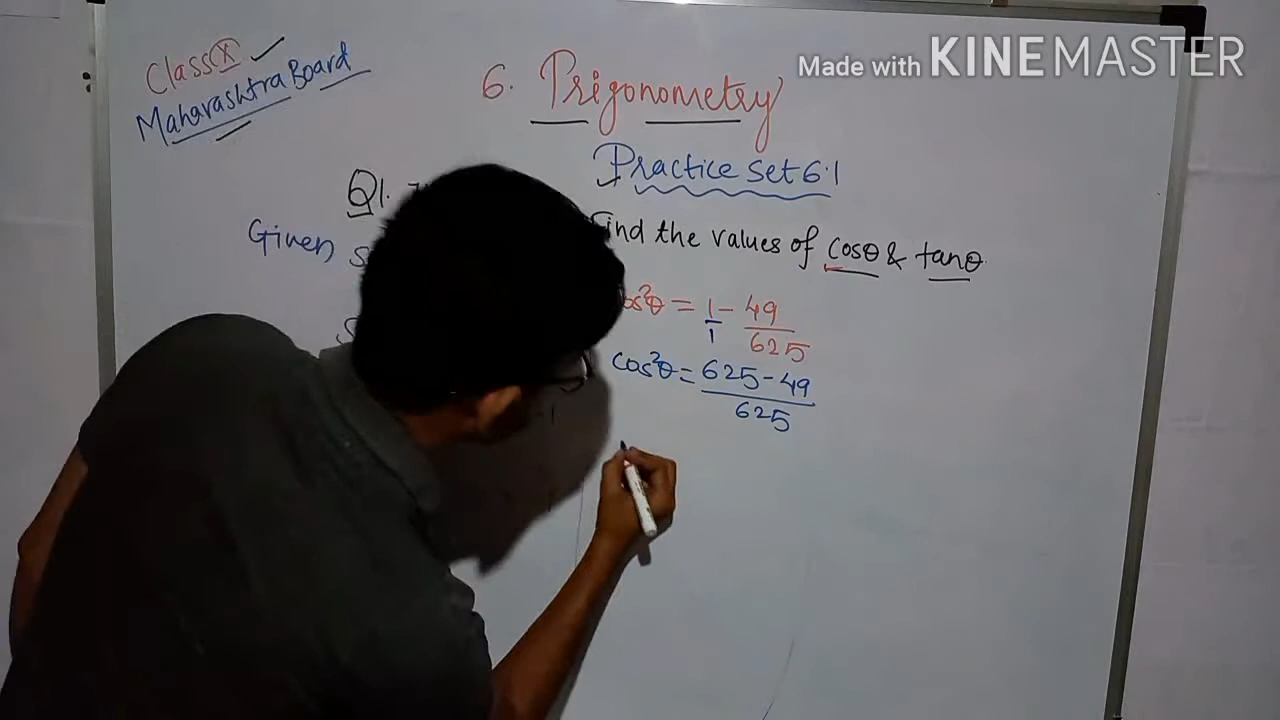 Class X ✓
Maharashtra Board
Made with KINEMASTER
6. Trigonometry
Practice Set 6.1
Q1.
Find the values of cosθ & tanθ.
Given
cos²θ = 1/1 - 49/625
cos²θ = 625-49/625